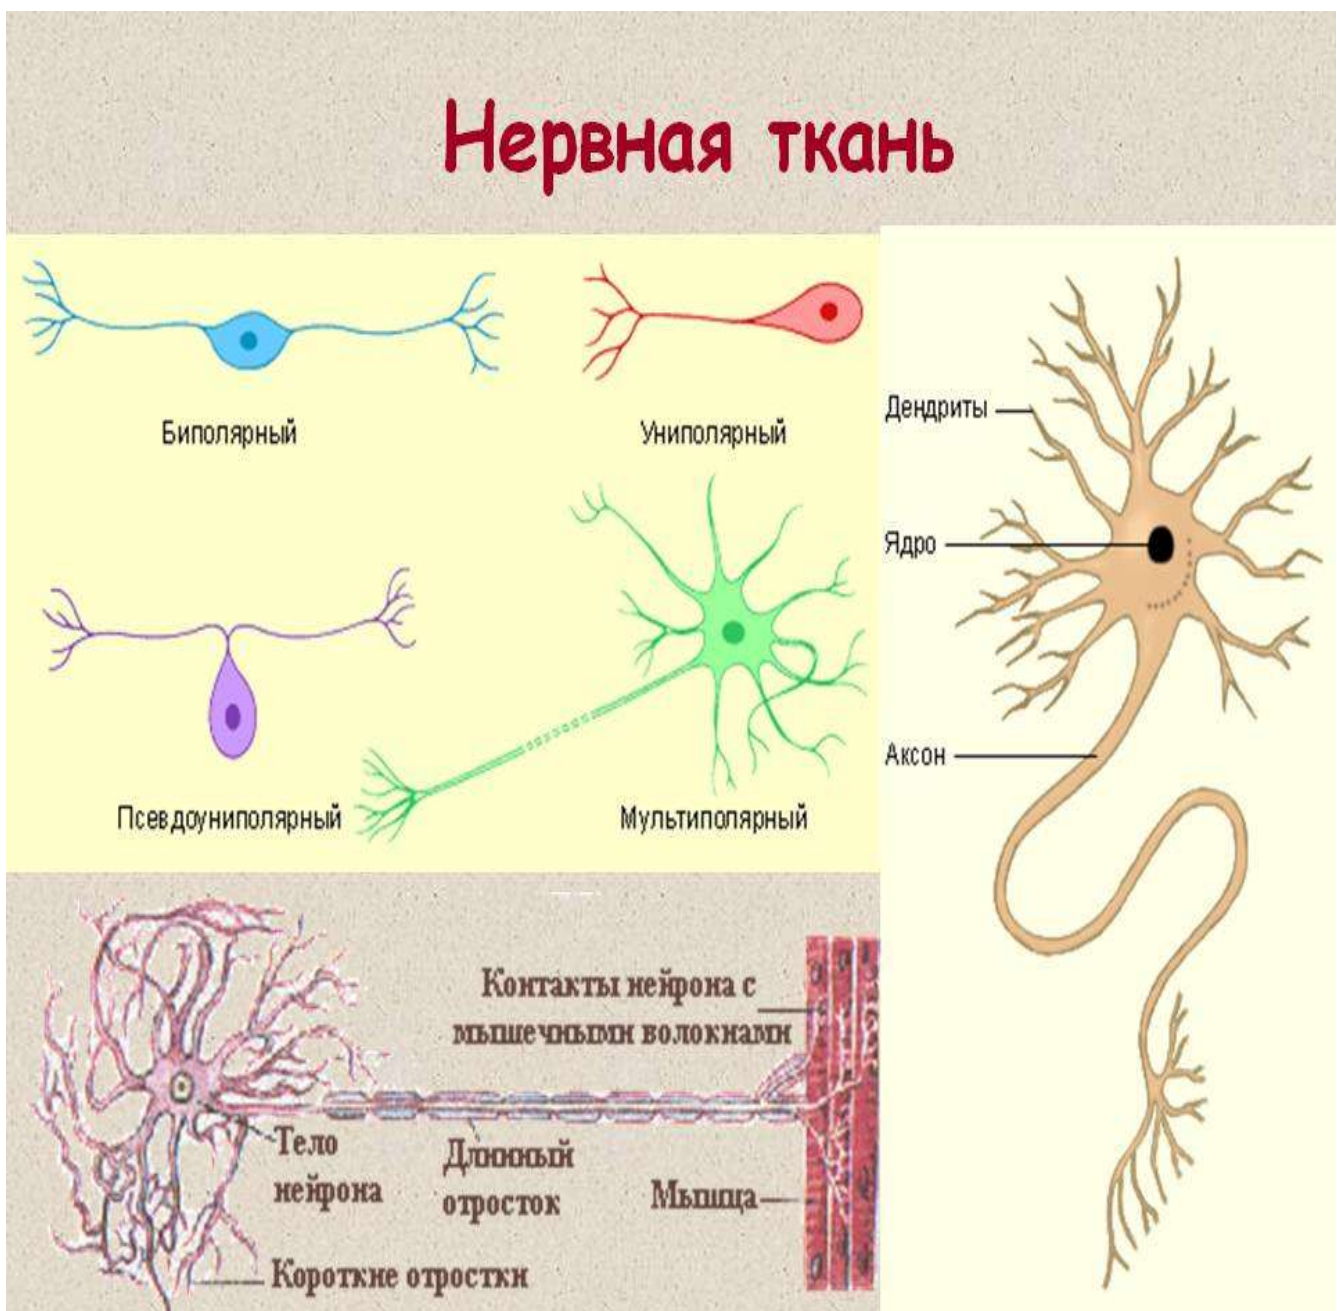 Нервная ткань
Биполярный
Униполярный
Псевдоуниполярный
Мультиполярный
Дендриты
Ядро
Аксон
Контакты нейрона с
мышечными волокнами
Тело
нейрона
Длинный
отросток
Мышца
Короткие отростки